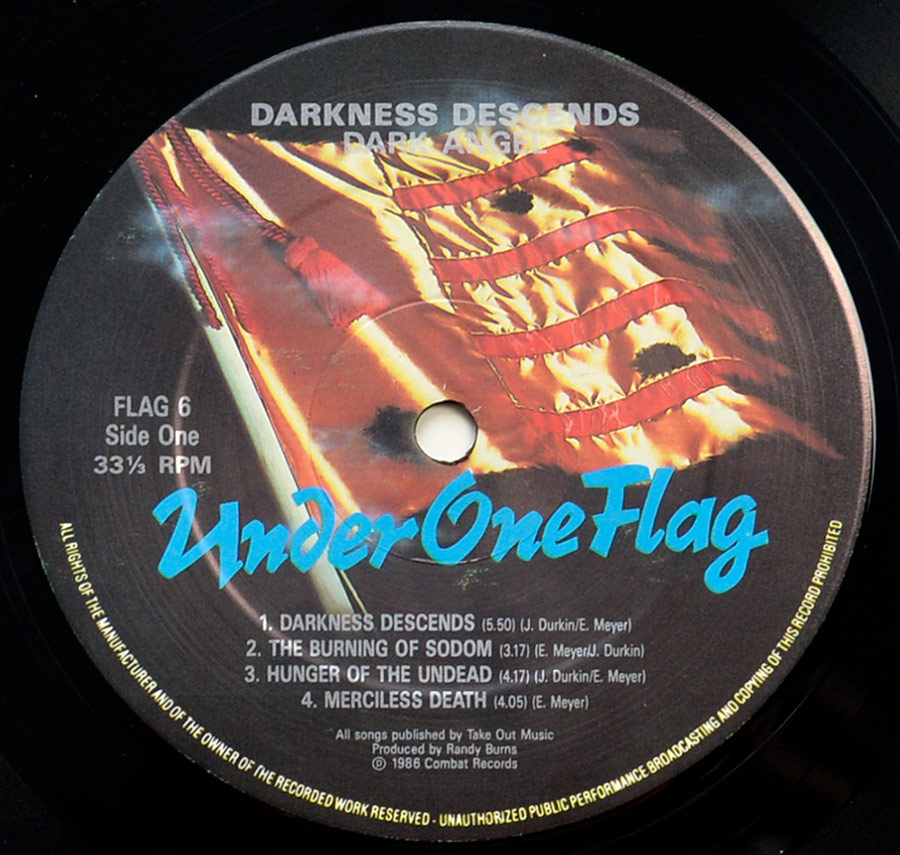 DARKNESS DESCENDS
DARK ANGEL
FLAG 6
Side One
33⅓ RPM
Under One Flag
1. DARKNESS DESCENDS (5.50) (J. Durkin/E. Meyer)
2. THE BURNING OF SODOM (3.17) (E. Meyer/J. Durkin)
3. HUNGER OF THE UNDEAD (4.17) (J. Durkin/E. Meyer)
4. MERCILESS DEATH (4.05) (E. Meyer)
All songs published by Take Out Music
Produced by Randy Burns
℗ 1986 Combat Records
ALL RIGHTS OF THE MANUFACTURER AND OF THE OWNER OF THE RECORDED WORK RESERVED - UNAUTHORIZED PUBLIC PERFORMANCE BROADCASTING AND COPYING OF THIS RECORD PROHIBITED